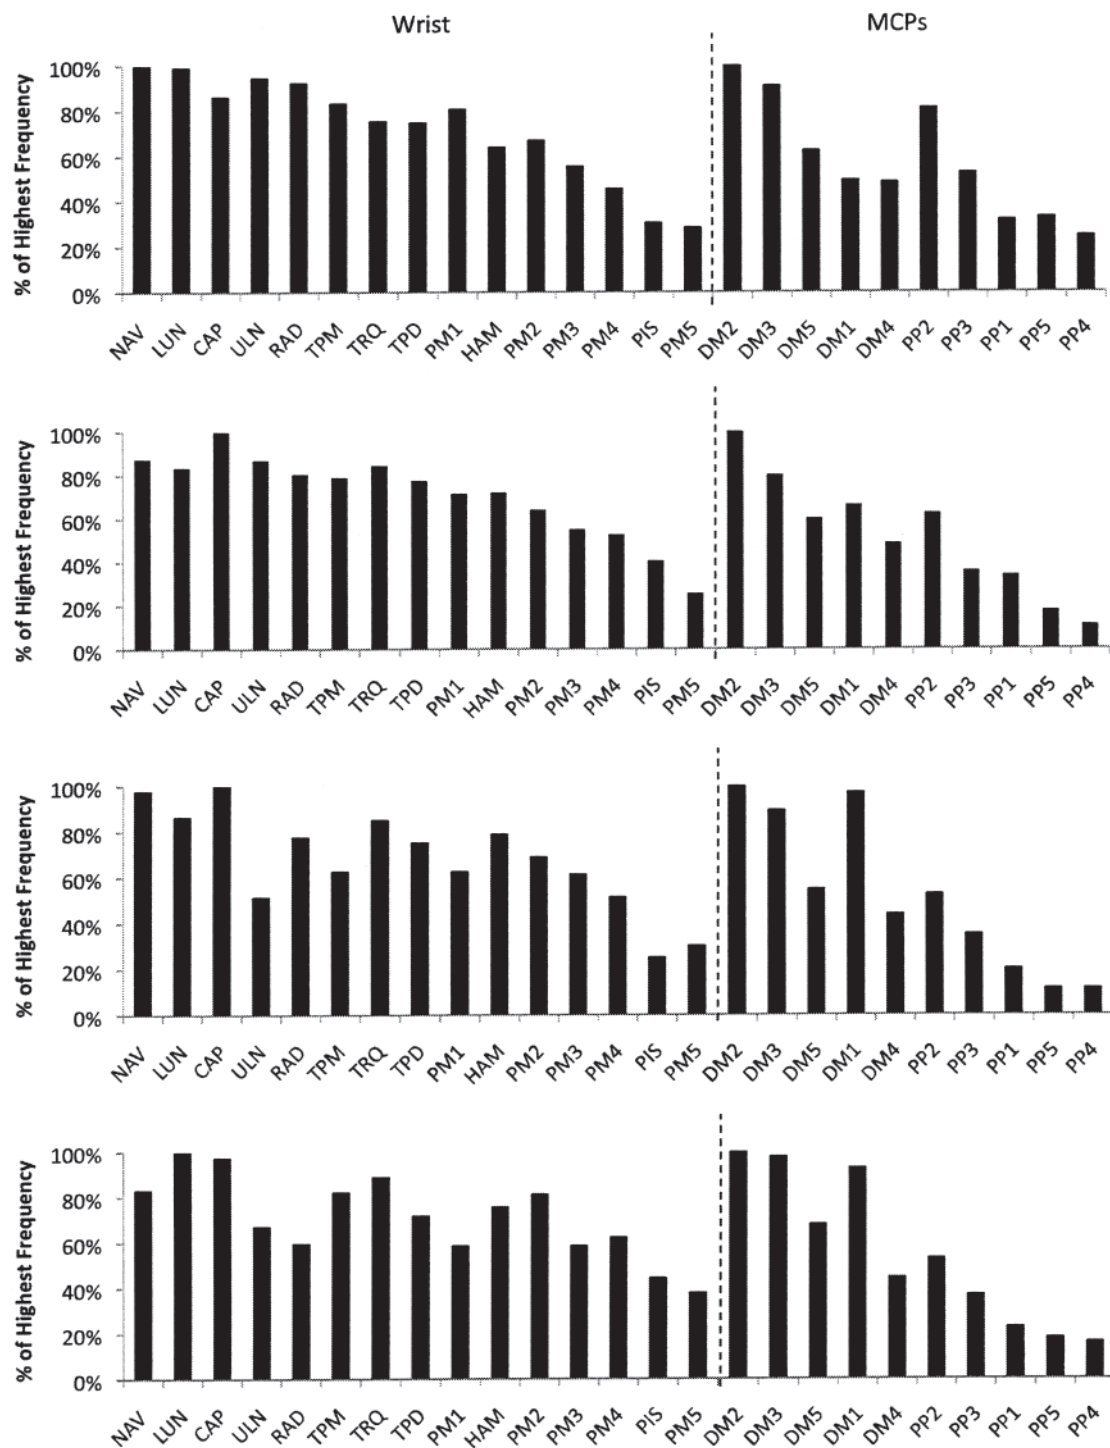 Wrist MCPs
% of Highest Frequency
100%
80%
60%
40%
20%
0%
NAV LUN CAP ULN RAD TPM TRQ TPD PM1 HAM PM2 PM3 PM4 PIS PM5 DM2 DM3 DM5 DM1 DM4 PP2 PP3 PP1 PP5 PP4
% of Highest Frequency
100%
80%
60%
40%
20%
0%
NAV LUN CAP ULN RAD TPM TRQ TPD PM1 HAM PM2 PM3 PM4 PIS PM5 DM2 DM3 DM5 DM1 DM4 PP2 PP3 PP1 PP5 PP4
% of Highest Frequency
100%
80%
60%
40%
20%
0%
NAV LUN CAP ULN RAD TPM TRQ TPD PM1 HAM PM2 PM3 PM4 PIS PM5 DM2 DM3 DM5 DM1 DM4 PP2 PP3 PP1 PP5 PP4
% of Highest Frequency
100%
80%
60%
40%
20%
0%
NAV LUN CAP ULN RAD TPM TRQ TPD PM1 HAM PM2 PM3 PM4 PIS PM5 DM2 DM3 DM5 DM1 DM4 PP2 PP3 PP1 PP5 PP4